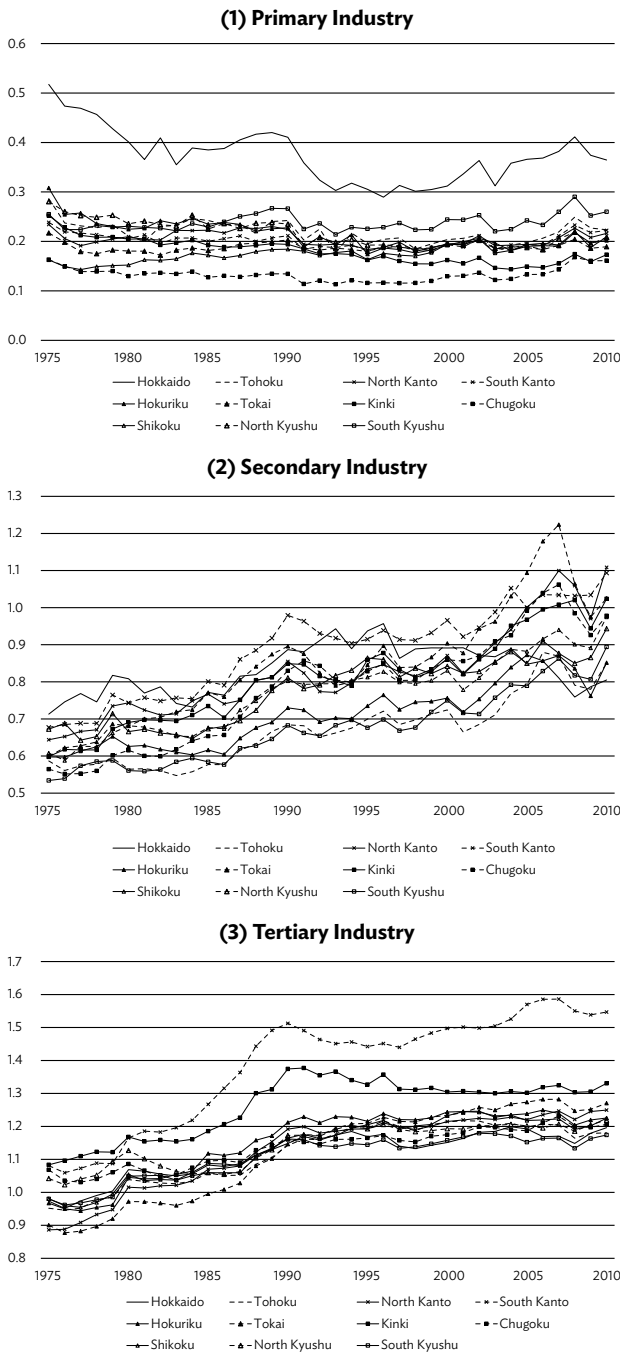 (1) Primary Industry
0.6
0.5
0.4
0.3
0.2
0.1
0.0
1975 1980 1985 1990 1995 2000 2005 2010
Hokkaido Tohoku North Kanto South Kanto
Hokuriku Tokai Kinki Chugoku
Shikoku North Kyushu South Kyushu
(2) Secondary Industry
1.3
1.2
1.1
1.0
0.9
0.8
0.7
0.6
0.5
1975 1980 1985 1990 1995 2000 2005 2010
Hokkaido Tohoku North Kanto South Kanto
Hokuriku Tokai Kinki Chugoku
Shikoku North Kyushu South Kyushu
(3) Tertiary Industry
1.7
1.6
1.5
1.4
1.3
1.2
1.1
1.0
0.9
0.8
1975 1980 1985 1990 1995 2000 2005 2010
Hokkaido Tohoku North Kanto South Kanto
Hokuriku Tokai Kinki Chugoku
Shikoku North Kyushu South Kyushu